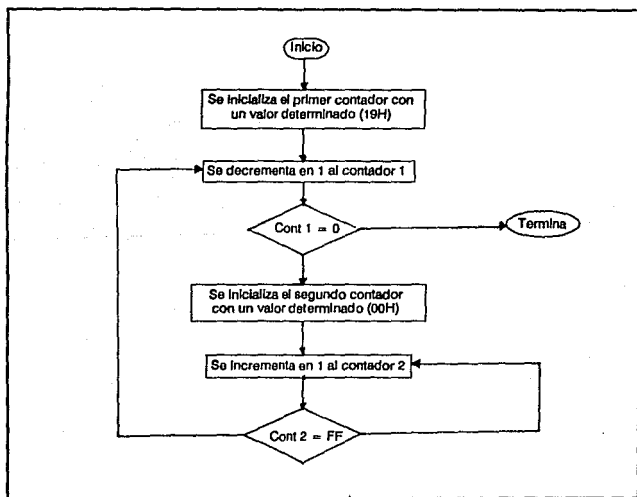 Inicio
Se inicializa el primer contador con
un valor determinado (19H)
Se decrementa en 1 al contador 1
Cont 1 = 0
Termina
Se inicializa el segundo contador
con un valor determinado (00H)
Se incrementa en 1 al contador 2
Cont 2 = FF